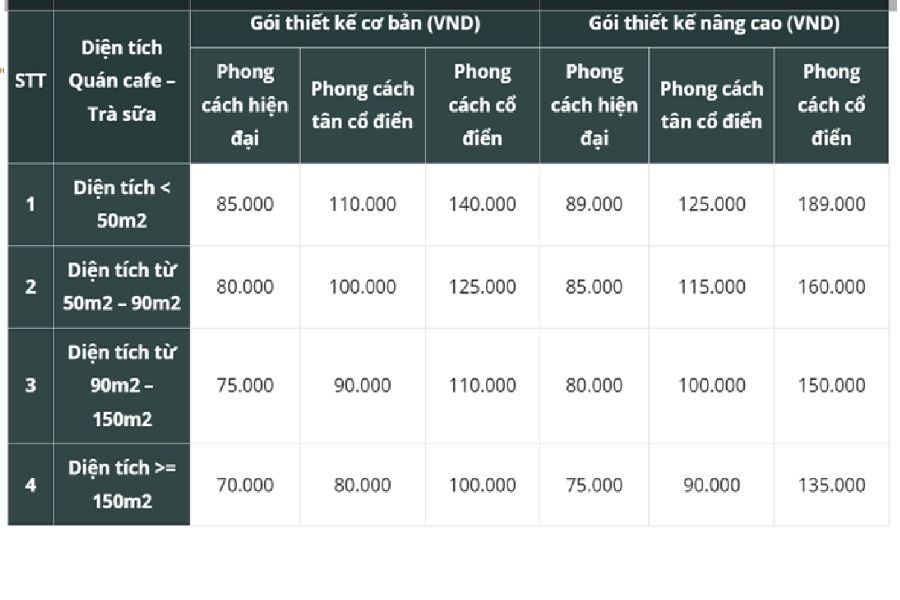 Gói thiết kế cơ bản (VND)
Gói thiết kế nâng cao (VND)
STT
Diện tích
Quán cafe –
Trà sữa
Phong
cách hiện
đại
Phong cách
tân cổ điển
Phong
cách cổ
điển
Phong
cách hiện
đại
Phong cách
tân cổ điển
Phong
cách cổ
điển
1
Diện tích <
50m2
85.000
110.000
140.000
89.000
125.000
189.000
2
Diện tích từ
50m2 – 90m2
80.000
100.000
125.000
85.000
115.000
160.000
3
Diện tích từ
90m2 –
150m2
75.000
90.000
110.000
80.000
100.000
150.000
4
Diện tích >=
150m2
70.000
80.000
100.000
75.000
90.000
135.000